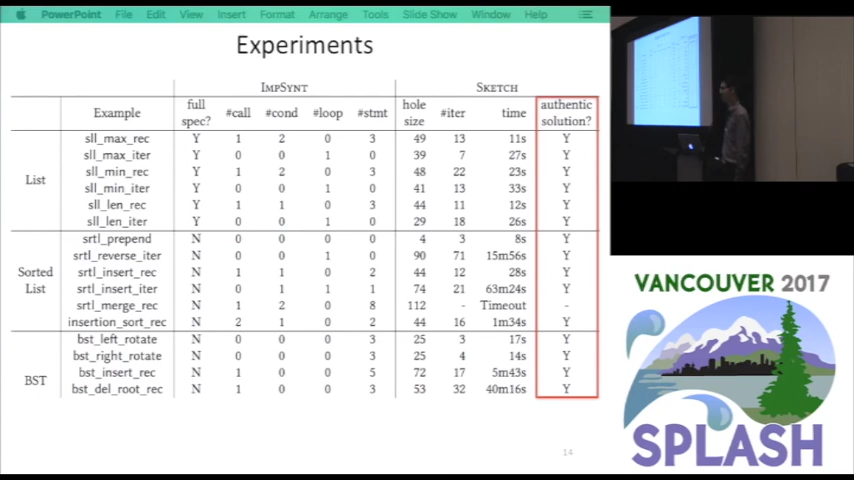 PowerPoint File Edit View Insert Format Arrange Tools Slide Show Window Help
Experiments
IMPSYNT SKETCH
Example full spec? #call #cond #loop #stmt hole size #iter time authentic solution?
List
sll_max_rec Y 1 2 0 3 49 13 11s Y
sll_max_iter Y 0 0 1 0 39 7 27s Y
sll_min_rec Y 1 2 0 3 48 22 23s Y
sll_min_iter Y 0 0 1 0 41 13 33s Y
sll_len_rec Y 1 1 0 3 44 11 12s Y
sll_len_iter Y 0 0 1 0 29 18 26s Y
Sorted List
srtl_prepend N 0 0 0 0 4 3 8s Y
srtl_reverse_iter N 0 0 1 0 90 71 15m56s Y
srtl_insert_rec N 1 1 0 2 44 12 28s Y
srtl_insert_iter N 0 1 1 1 74 21 63m24s Y
srtl_merge_rec N 1 2 0 8 112 - Timeout -
insertion_sort_rec N 2 1 0 2 44 16 1m34s Y
BST
bst_left_rotate N 0 0 0 3 25 3 17s Y
bst_right_rotate N 0 0 0 3 25 4 14s Y
bst_insert_rec N 1 0 0 5 72 17 5m43s Y
bst_del_root_rec N 1 0 0 3 53 32 40m16s Y
14
VANCOUVER 2017
SPLASH